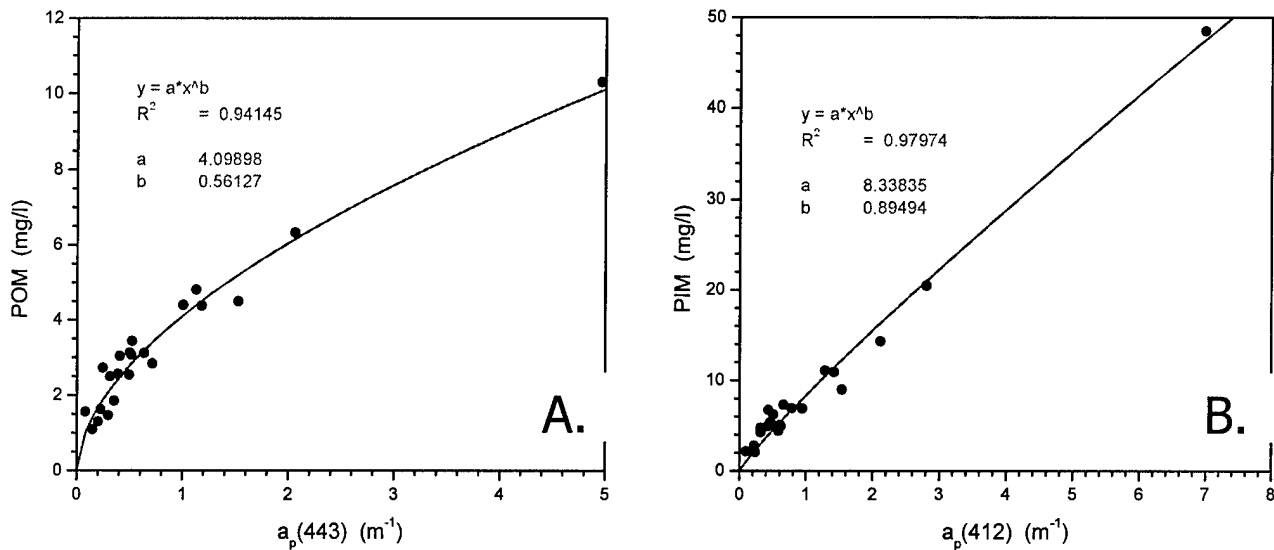 12
10
8
6
4
2
0
POM (mg/l)
y = a*x^b
R² = 0.94145
a 4.09898
b 0.56127
A.
0 1 2 3 4 5
aₚ(443) (m⁻¹)
50
40
30
20
10
0
PIM (mg/l)
y = a*x^b
R² = 0.97974
a 8.33835
b 0.89494
B.
0 1 2 3 4 5 6 7 8
aₚ(412) (m⁻¹)